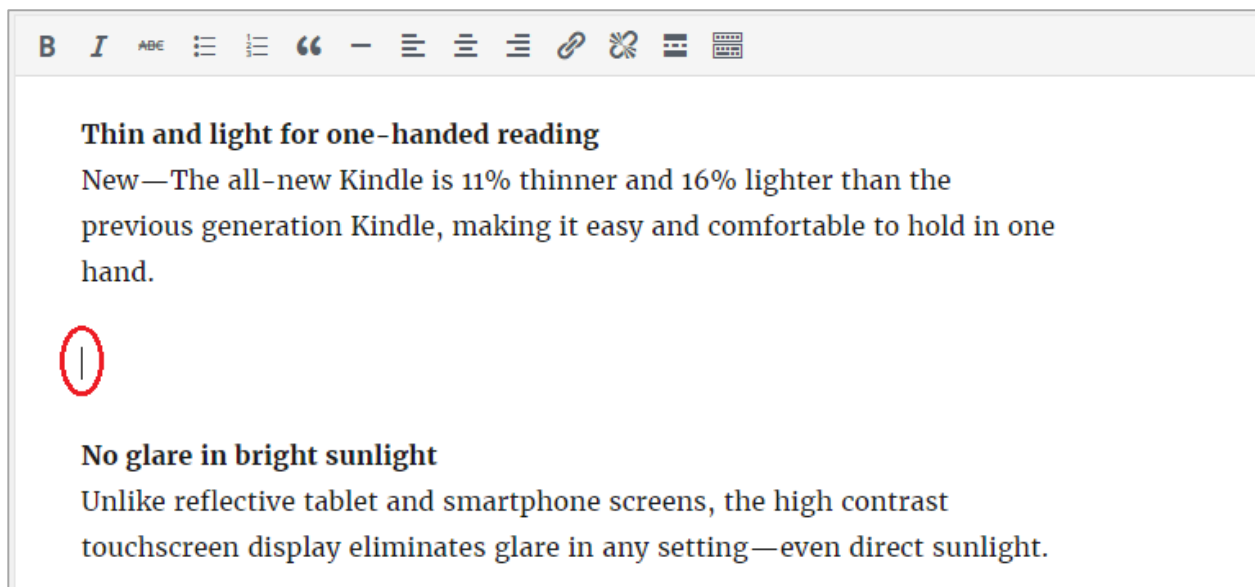 B I ABC
Thin and light for one-handed reading
New—The all-new Kindle is 11% thinner and 16% lighter than the
previous generation Kindle, making it easy and comfortable to hold in one
hand.
No glare in bright sunlight
Unlike reflective tablet and smartphone screens, the high contrast
touchscreen display eliminates glare in any setting—even direct sunlight.